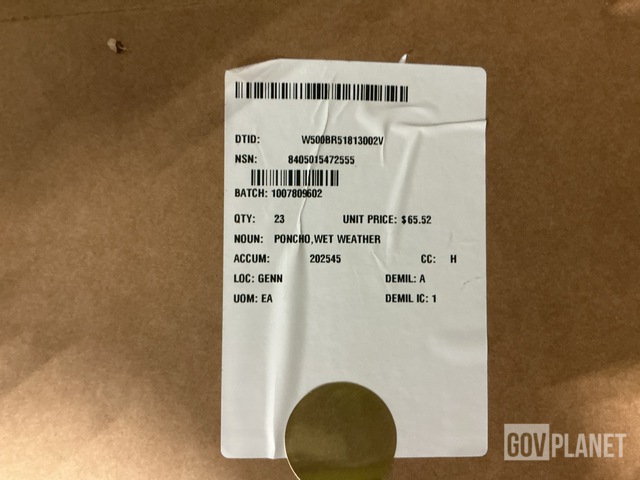 DTID: W500BR51813002V
NSN: 8405015472555
BATCH: 1007809602
QTY: 23 UNIT PRICE: $65.52
NOUN: PONCHO,WET WEATHER
ACCUM: 202545 CC: H
LOC: GENN DEMIL: A
UOM: EA DEMIL IC: 1
GOVPLANET